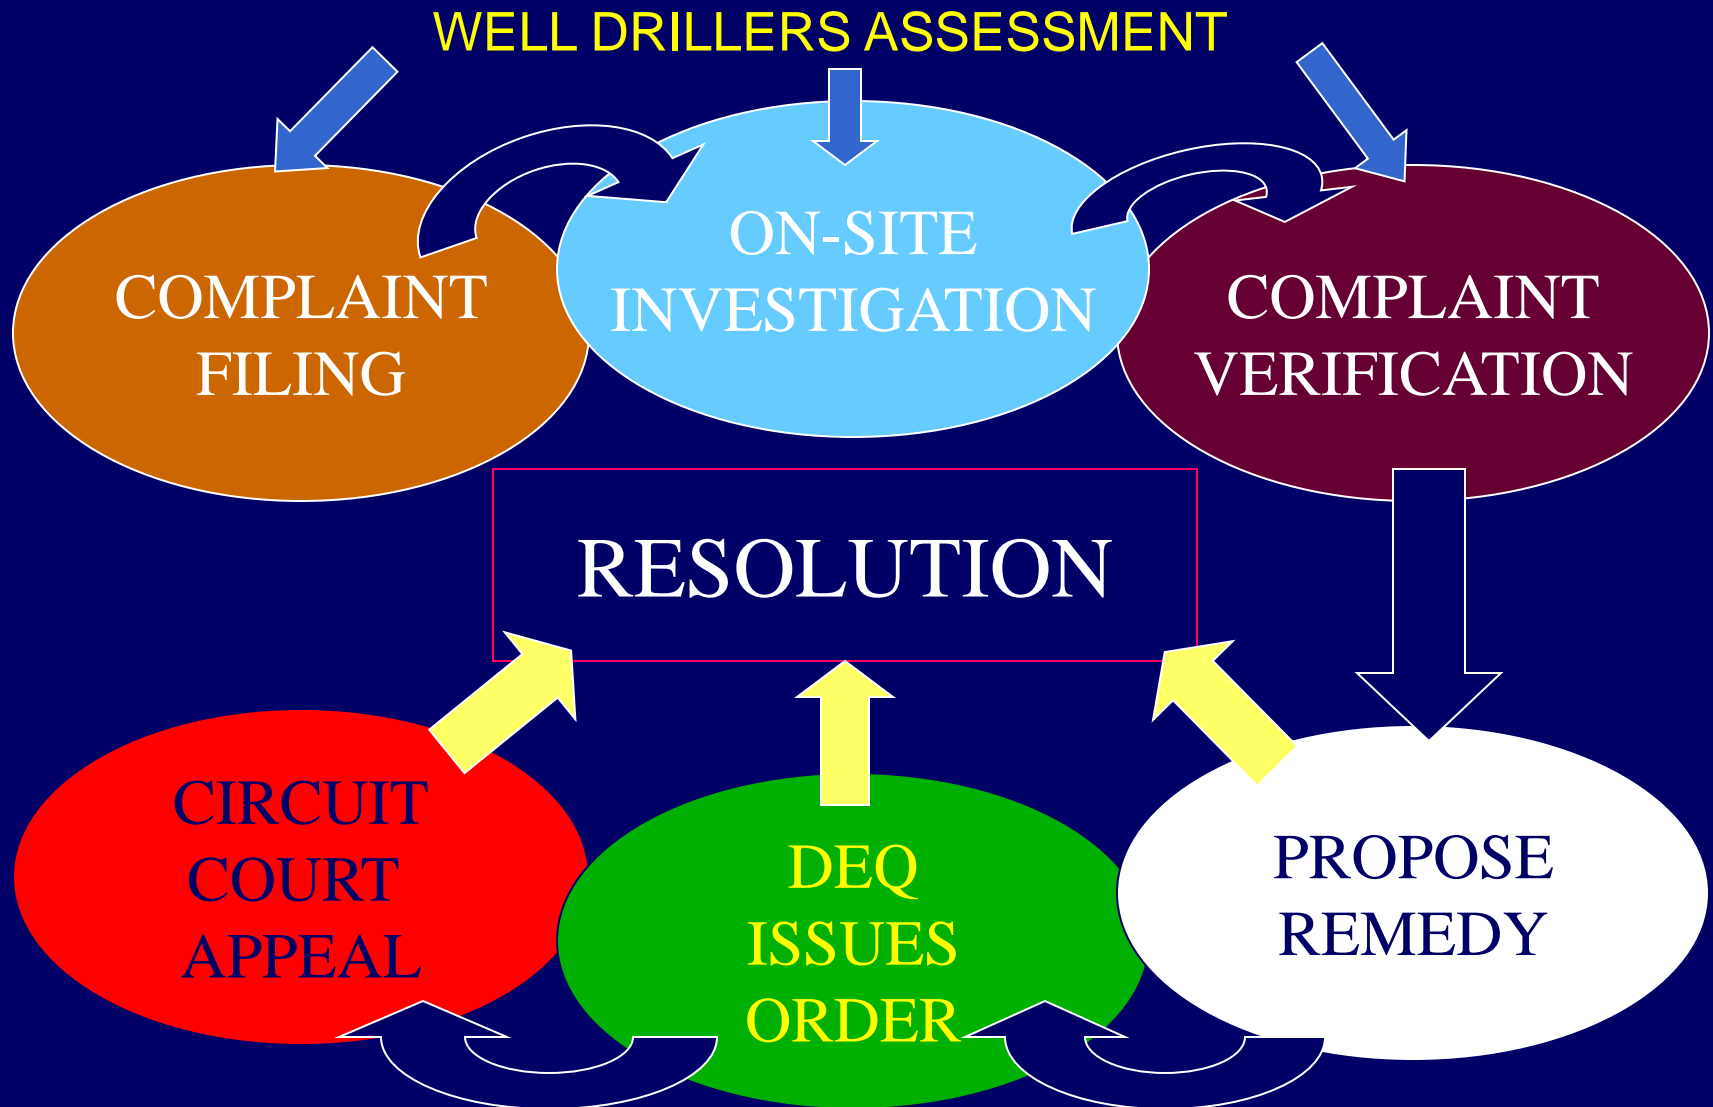 WELL DRILLERS ASSESSMENT
COMPLAINT
FILING
ON-SITE
INVESTIGATION
COMPLAINT
VERIFICATION
RESOLUTION
CIRCUIT
COURT
APPEAL
DEQ
ISSUES
ORDER
PROPOSE
REMEDY